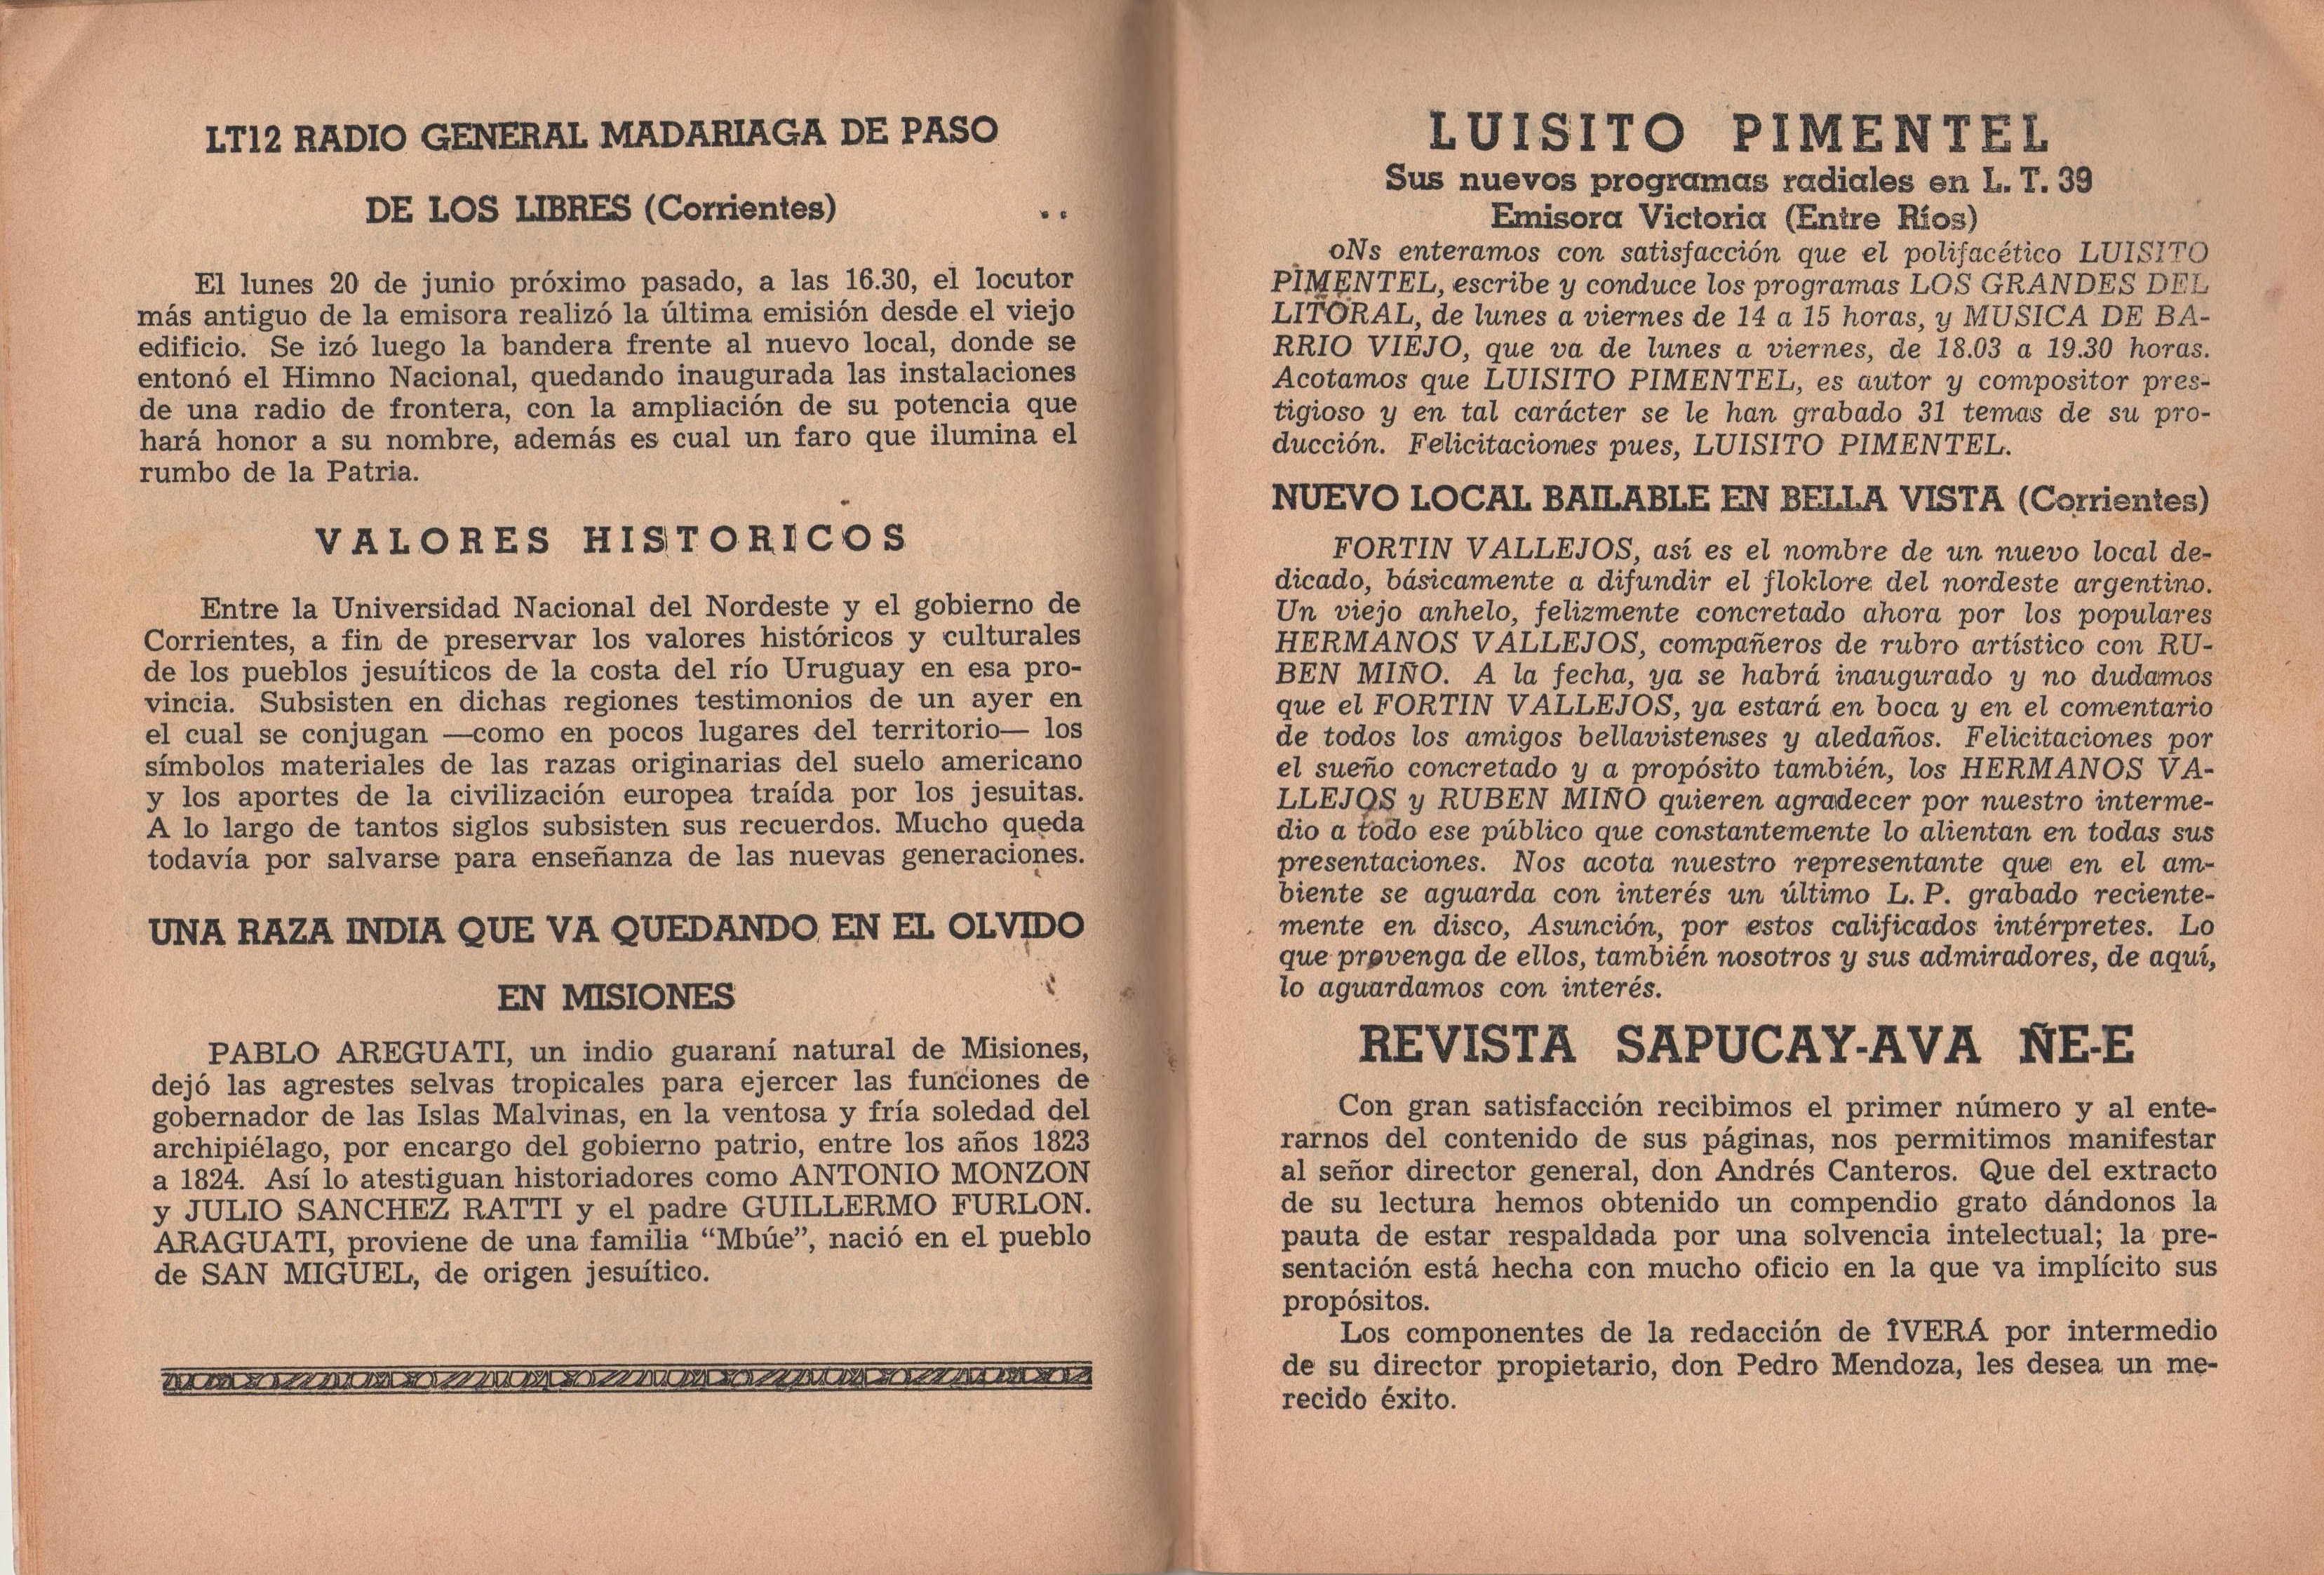 LT12 RADIO GENERAL MADARIAGA DE PASO
DE LOS LIBRES (Corrientes)
El lunes 20 de junio próximo pasado, a las 16.30, el locutor
más antiguo de la emisora realizó la última emisión desde el viejo
edificio. Se izó luego la bandera frente al nuevo local, donde se
entonó el Himno Nacional, quedando inaugurada las instalaciones
de una radio de frontera, con la ampliación de su potencia que
hará honor a su nombre, además es cual un faro que ilumina el
rumbo de la Patria.
VALORES HISTORICOS
Entre la Universidad Nacional del Nordeste y el gobierno de
Corrientes, a fin de preservar los valores históricos y culturales
de los pueblos jesuíticos de la costa del río Uruguay en esa pro-
vincia. Subsisten en dichas regiones testimonios de un ayer en
el cual se conjugan —como en pocos lugares del territorio— los
símbolos materiales de las razas originarias del suelo americano
y los aportes de la civilización europea traída por los jesuitas.
A lo largo de tantos siglos subsisten sus recuerdos. Mucho queda
todavía por salvarse para enseñanza de las nuevas generaciones.
UNA RAZA INDIA QUE VA QUEDANDO EN EL OLVIDO
EN MISIONES
PABLO AREGUATI, un indio guaraní natural de Misiones,
dejó las agrestes selvas tropicales para ejercer las funciones de
gobernador de las Islas Malvinas, en la ventosa y fría soledad del
archipiélago, por encargo del gobierno patrio, entre los años 1823
a 1824. Así lo atestiguan historiadores como ANTONIO MONZON
y JULIO SANCHEZ RATTI y el padre GUILLERMO FURLON.
ARAGUATI, proviene de una familia “Mbúe”, nació en el pueblo
de SAN MIGUEL, de origen jesuítico.
LUISITO PIMENTEL
Sus nuevos programas radiales en L. T. 39
Emisora Victoria (Entre Ríos)
oNs enteramos con satisfacción que el polifacético LUISITO
PIMENTEL, escribe y conduce los programas LOS GRANDES DEL
LITORAL, de lunes a viernes de 14 a 15 horas, y MUSICA DE BA-
RRIO VIEJO, que va de lunes a viernes, de 18.03 a 19.30 horas.
Acotamos que LUISITO PIMENTEL, es autor y compositor pres-
tigioso y en tal carácter se le han grabado 31 temas de su pro-
ducción. Felicitaciones pues, LUISITO PIMENTEL.
NUEVO LOCAL BAILABLE EN BELLA VISTA (Corrientes)
FORTIN VALLEJOS, así es el nombre de un nuevo local de-
dicado, básicamente a difundir el floklore del nordeste argentino.
Un viejo anhelo, felizmente concretado ahora por los populares
HERMANOS VALLEJOS, compañeros de rubro artístico con RU-
BEN MIÑO. A la fecha, ya se habrá inaugurado y no dudamos
que el FORTIN VALLEJOS, ya estará en boca y en el comentario
de todos los amigos bellavistenses y aledaños. Felicitaciones por
el sueño concretado y a propósito también, los HERMANOS VA-
LLEJOS y RUBEN MIÑO quieren agradecer por nuestro interme-
dio a todo ese público que constantemente lo alientan en todas sus
presentaciones. Nos acota nuestro representante que en el am-
biente se aguarda con interés un último L. P. grabado reciente-
mente en disco, Asunción, por estos calificados intérpretes. Lo
que provenga de ellos, también nosotros y sus admiradores, de aquí,
lo aguardamos con interés.
REVISTA SAPUCAY-AVA ÑE-E
Con gran satisfacción recibimos el primer número y al ente-
rarnos del contenido de sus páginas, nos permitimos manifestar
al señor director general, don Andrés Canteros. Que del extracto
de su lectura hemos obtenido un compendio grato dándonos la
pauta de estar respaldada por una solvencia intelectual; la pre-
sentación está hecha con mucho oficio en la que va implícito sus
propósitos.
Los componentes de la redacción de ÎVERÁ por intermedio
de su director propietario, don Pedro Mendoza, les desea un me-
recido éxito.